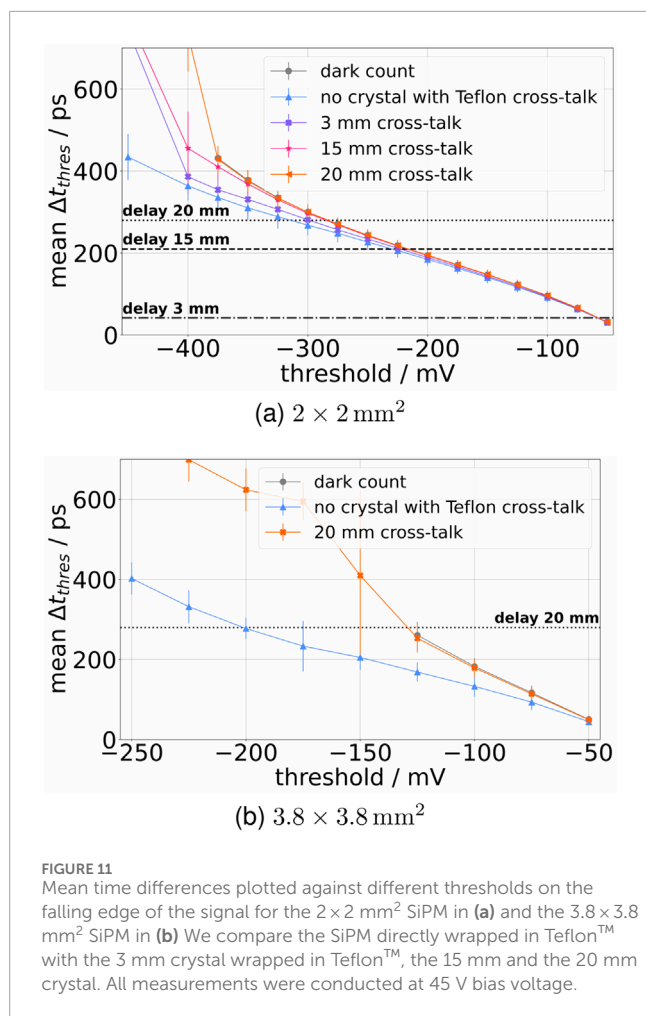 600
400
200
0
mean Δt_thres / ps
dark count
no crystal with Teflon cross-talk
3 mm cross-talk
15 mm cross-talk
20 mm cross-talk
delay 20 mm
delay 15 mm
delay 3 mm
−400 −300 −200 −100
threshold / mV
(a) 2 × 2 mm²
600
400
200
0
mean Δt_thres / ps
dark count
no crystal with Teflon cross-talk
20 mm cross-talk
delay 20 mm
−250 −200 −150 −100 −50
threshold / mV
(b) 3.8 × 3.8 mm²
FIGURE 11
Mean time differences plotted against different thresholds on the
falling edge of the signal for the 2×2 mm² SiPM in (a) and the 3.8×3.8
mm² SiPM in (b) We compare the SiPM directly wrapped in Teflon™
with the 3 mm crystal wrapped in Teflon™, the 15 mm and the 20 mm
crystal. All measurements were conducted at 45 V bias voltage.